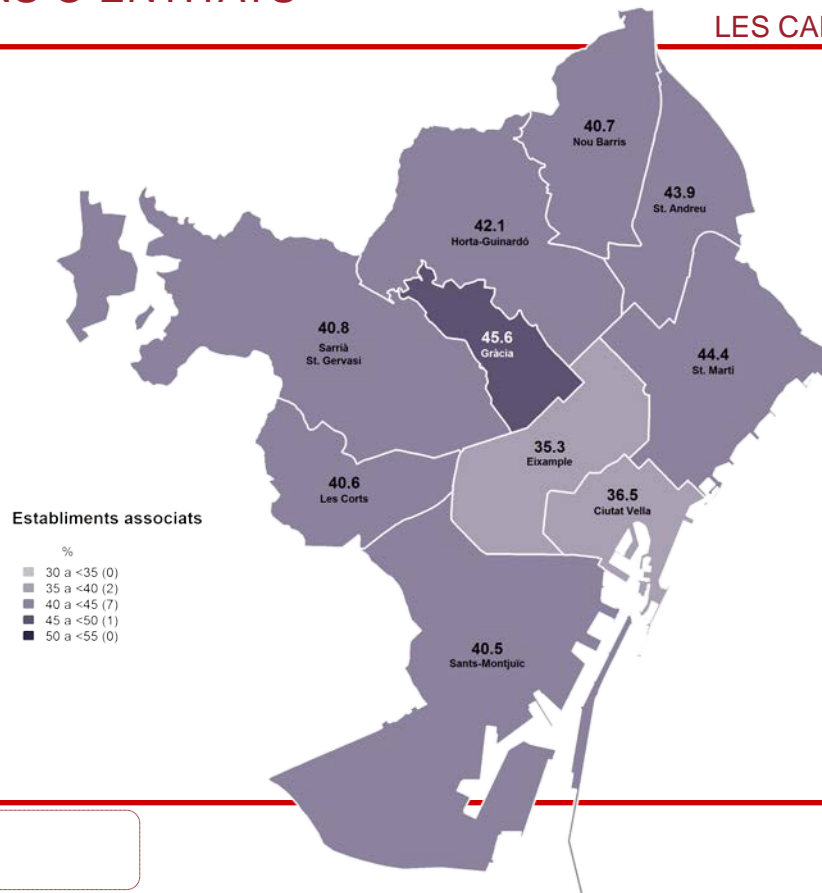 LES
40.7
Nou Barris
43.9
St. Andreu
42.1
Horta-Guinardó
40.8
Sarrià
St. Gervasi
45.6
Gràcia
44.4
St. Martí
35.3
Eixample
40.6
Les Corts
36.5
Ciutat Vella
Establiments associats
%
30 a <35 (0)
35 a <40 (2)
40 a <45 (7)
45 a <50 (1)
50 a <55 (0)
40.5
Sants-Montjuïc